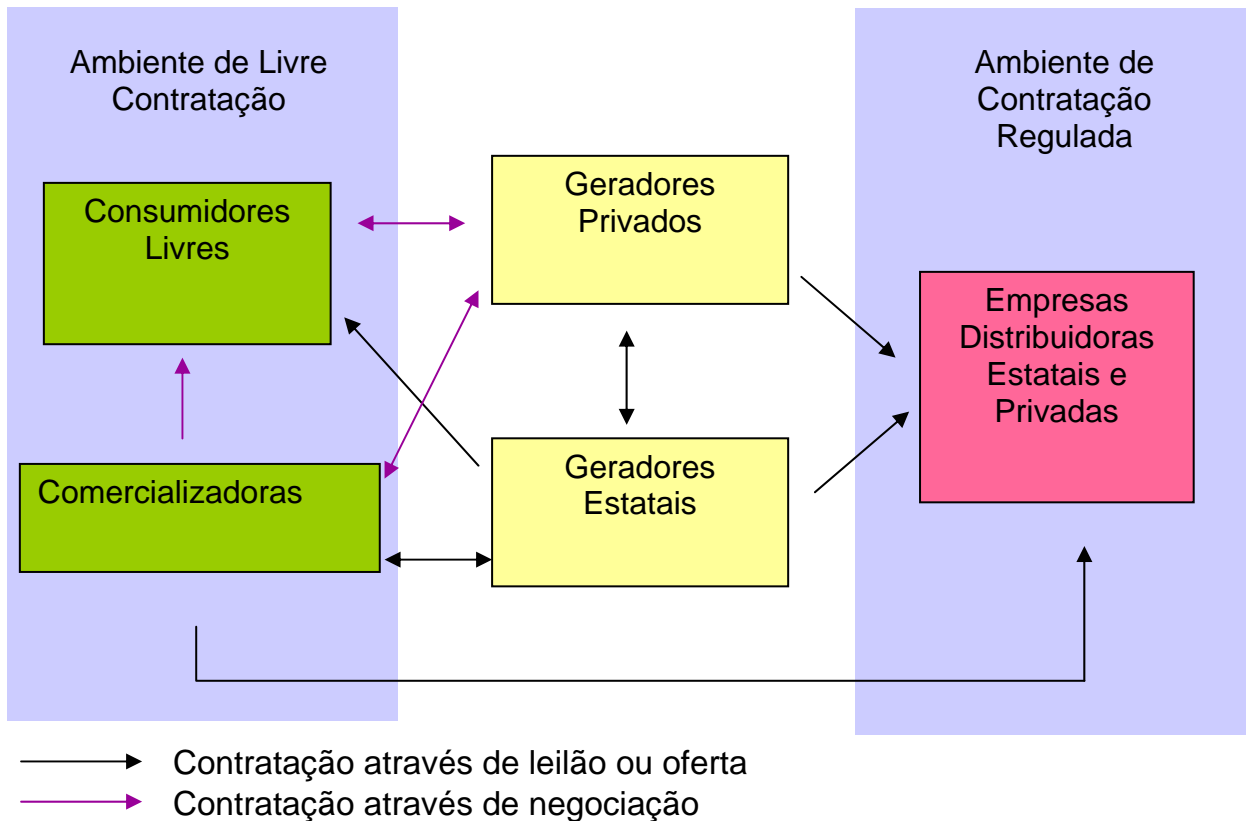 Ambiente de Livre
Contratação
Ambiente de
Contratação
Regulada
Consumidores
Livres
Geradores
Privados
Empresas
Distribuidoras
Estatais e
Privadas
Comercializadoras
Geradores
Estatais
Contratação através de leilão ou oferta
Contratação através de negociação